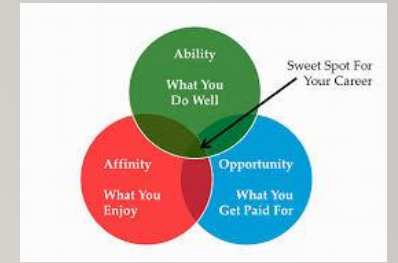 Ability
What You
Do Well
Sweet Spot For
Your Career
Affinity
What You
Enjoy
Opportunity
What You
Get Paid For